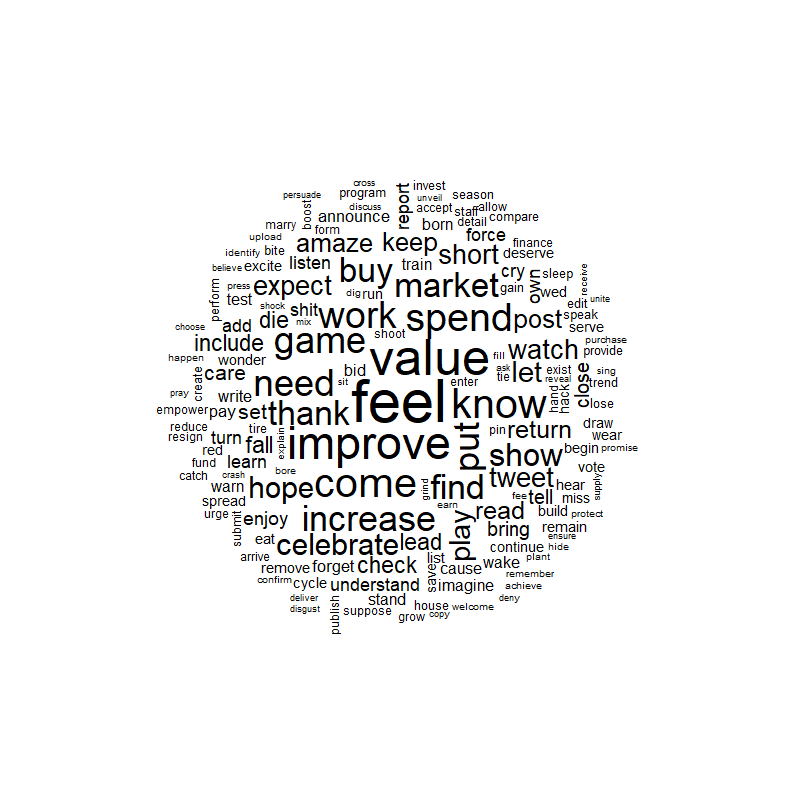 cross
persuade
program
invest
unveil
season
boost
discuss
report
accept
staff
allow
marry
form
announce
born
detail
compare
upload
amaze
keep
short
force
finance
identify
bite
deserve
believe
excite
listen
buy
train
cry
sleep
receive
perform
press
expect
dig
run
market
gain
own
wed
edit
unite
test
shock
shit
work
spend
post
speak
choose
add
die
mix
shoot
serve
include
game
value
watch
purchase
happen
wonder
fill
provide
care
bid
ask
let
exist
close
sing
pray
create
need
sit
feel
enter
tie
reveal
trend
empower
write
know
hand
hack
lose
pay
set
thank
reduce
turn
tire
improve
put
pin
return
draw
resign
red
fall
explain
show
begin
wear
promise
fund
learn
bore
come
find
tweet
vote
catch
crash
hope
grind
hear
supply
warn
tell
miss
spread
fee
urge
submit
enjoy
increase
earn
play
read
build
protect
celebrate
lead
bring
remain
eat
ensure
arrive
remove
forget
check
list
continue
hide
save
cause
wake
plant
confirm
cycle
understand
imagine
remember
achieve
deliver
stand
deny
disgust
publish
suppose
house
welcome
grow
copy